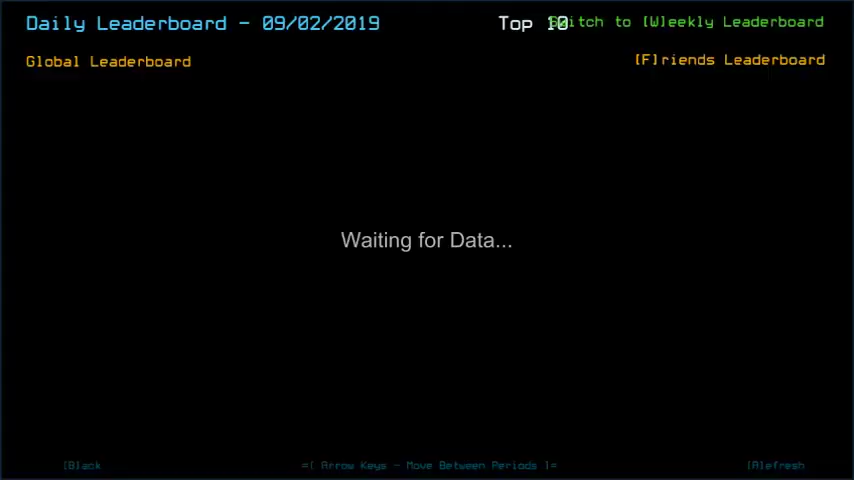 Daily Leaderboard - 09/02/2019
Top 10
Switch to [W]eekly Leaderboard
Global Leaderboard
[F]riends Leaderboard
Waiting for Data...
[B]ack
=[ Arrow Keys - Move Between Periods ]=
[R]efresh